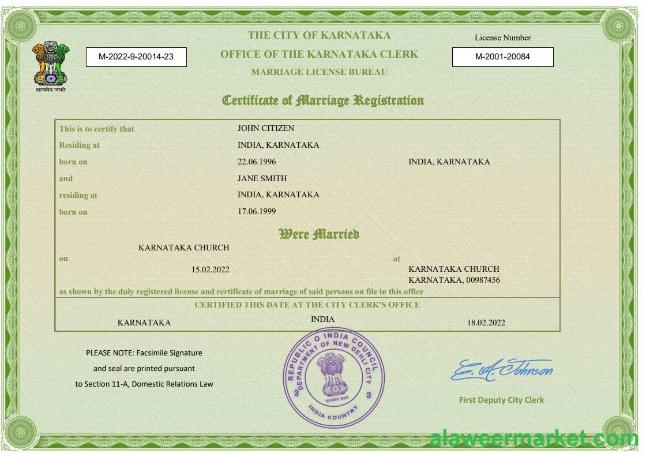 THE CITY OF KARNATAKA
License Number
M-2022-9-20014-23
OFFICE OF THE KARNATAKA CLERK
M-2001-20084
MARRIAGE LICENSE BUREAU
सत्यमेव जयते
Certificate of Marriage Registration
This is to certify that JOHN CITIZEN
Residing at INDIA, KARNATAKA
born on 22.06.1996 INDIA, KARNATAKA
and JANE SMITH
residing at INDIA, KARNATAKA
born on 17.06.1999
Were Married
KARNATAKA CHURCH
on at
15.02.2022 KARNATAKA CHURCH
KARNATAKA, 00987456
as shown by the duly registered license and certificate of marriage of said persons on file in this office
CERTIFIED THIS DATE AT THE CITY CLERK'S OFFICE
KARNATAKA INDIA 18.02.2022
PLEASE NOTE: Facsimile Signature
and seal are printed pursuant
to Section 11-A, Domestic Relations Law
REPUBLIC O INDIA COUNCIL
DEPARTMENT OF NEW DENLHI CITY
INDIA COUNTRY
E. A. Johnson
First Deputy City Clerk
alaweermarket.com